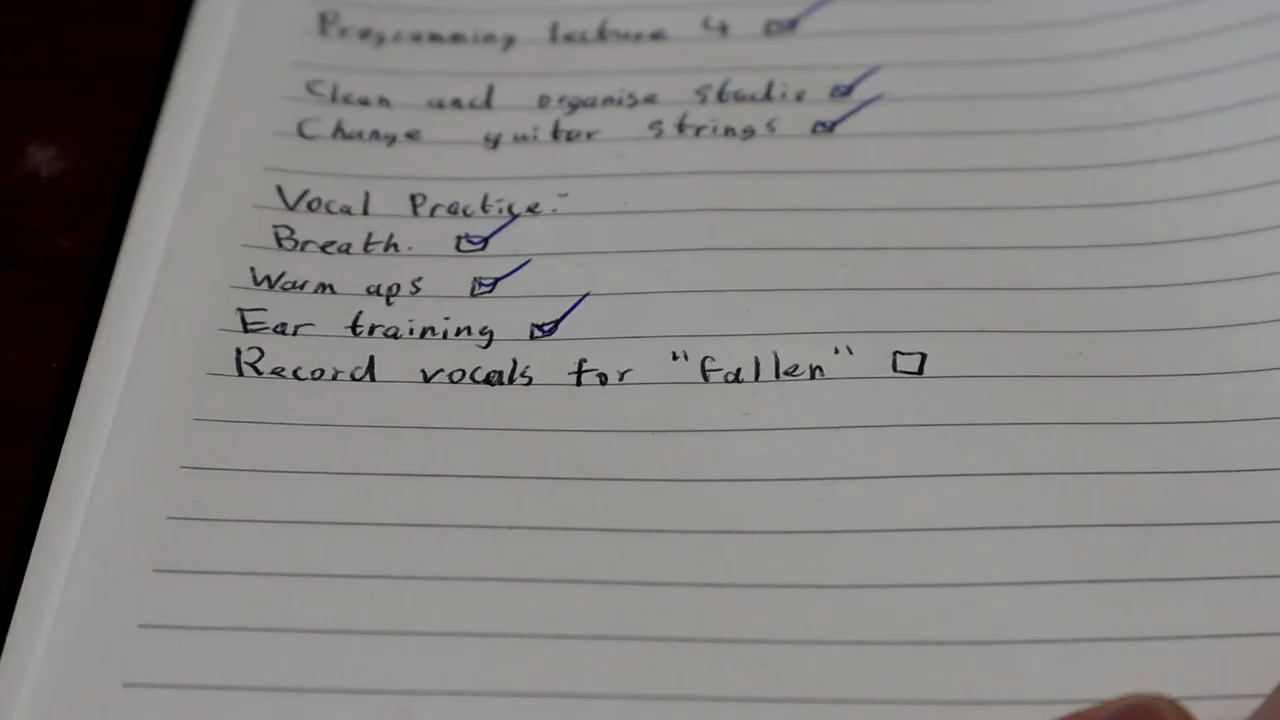 Programming lecture 4
Clean and organise studio
Change guitar strings
Vocal Practice:-
Breath.
Warm ups
Ear training
Record vocals for "fallen"